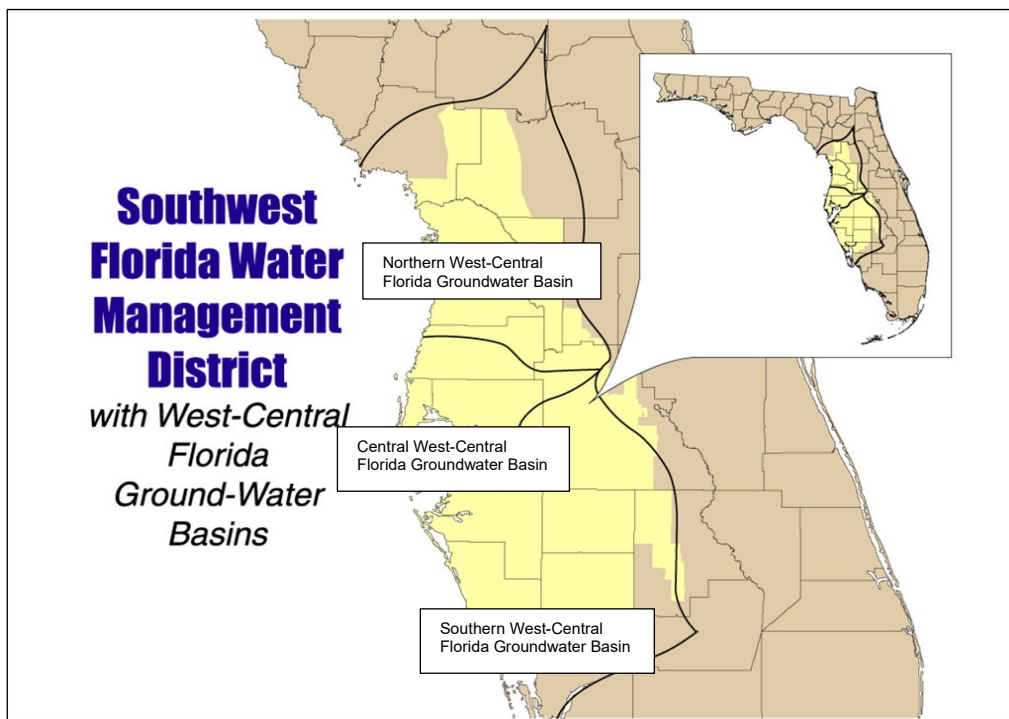 Southwest
Florida Water
Management
District
with West-Central
Florida
Ground-Water
Basins
Northern West-Central
Florida Groundwater Basin
Central West-Central
Florida Groundwater Basin
Southern West-Central
Florida Groundwater Basin